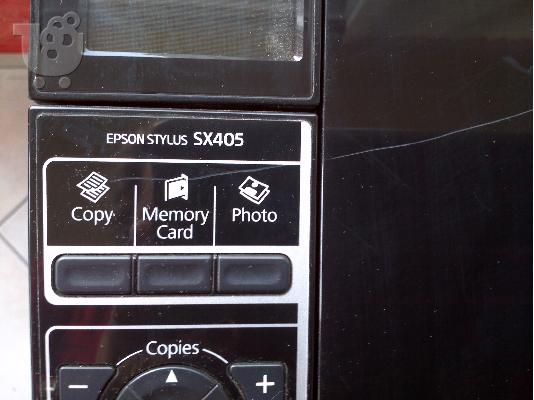 EPSON STYLUS SX405
Copy
Memory
Card
Photo
Copies
− +